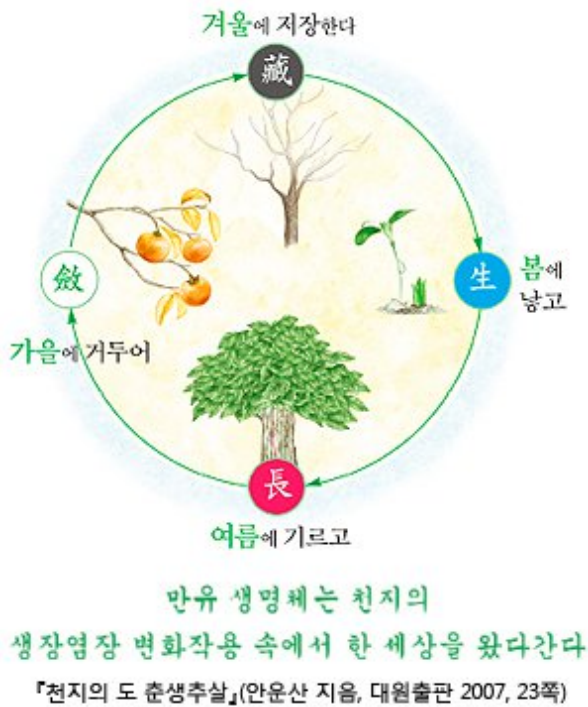 겨울에 저장한다
藏
斂
生
봄에
낳고
가을에 거두어
長
여름에 기르고
만유 생명체는 천지의
생장염장 변화작용 속에서 한 세상을 왔다간다
『천지의 도 춘생추살』(안운산 지음, 대원출판 2007, 23쪽)